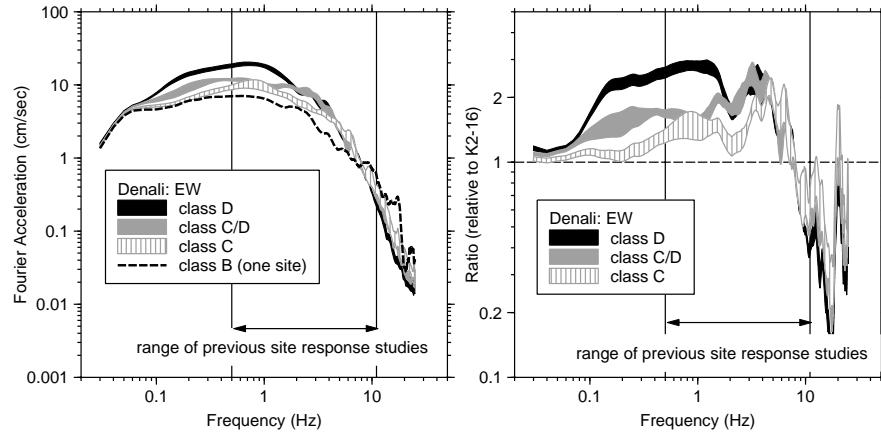 100
10
1
0.1
0.01
0.001
Fourier Acceleration (cm/sec)
Denali: EW
class D
class C/D
class C
class B (one site)
range of previous site response studies
0.1
1
10
Frequency (Hz)
2
1
0.2
0.1
Ratio (relative to K2-16)
Denali: EW
class D
class C/D
class C
range of previous site response studies
0.1
1
10
Frequency (Hz)